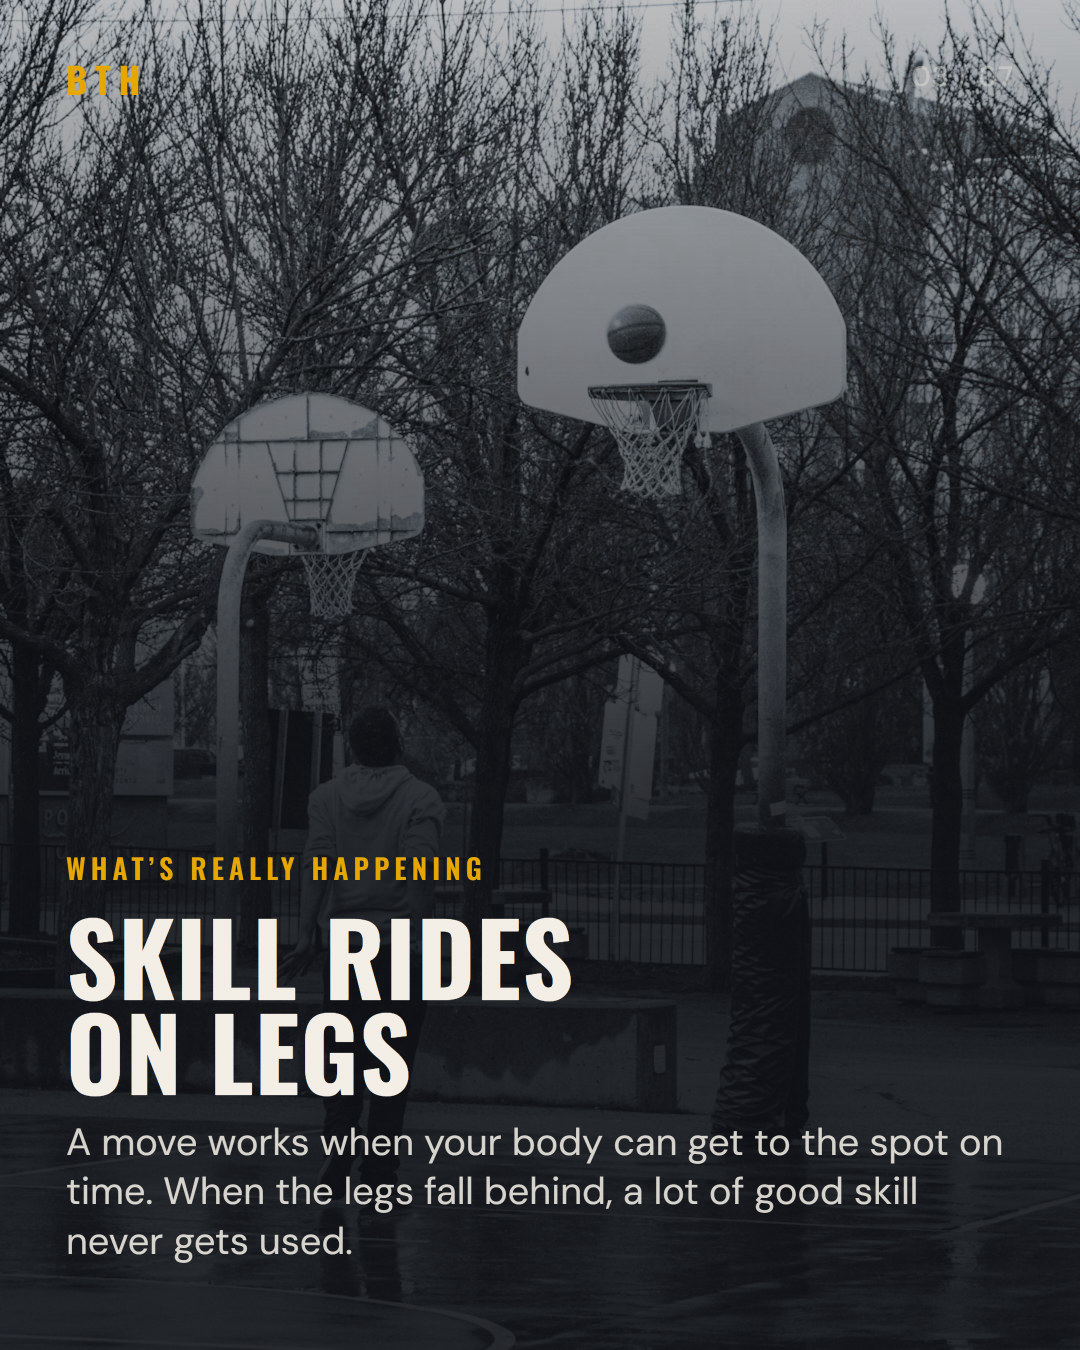 BTH
WHAT’S REALLY HAPPENING
SKILL RIDES
ON LEGS
A move works when your body can get to the spot on
time. When the legs fall behind, a lot of good skill
never gets used.